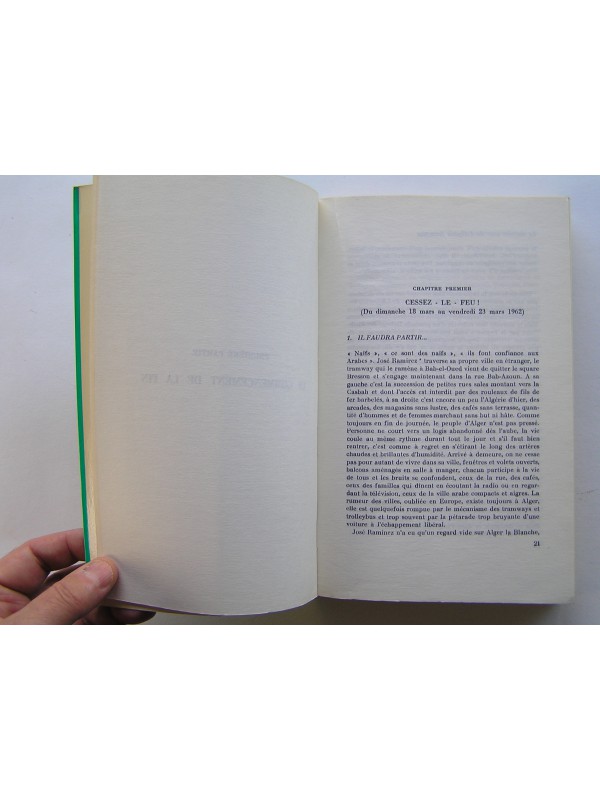 CHAPITRE PREMIER
CESSEZ - LE - FEU !
(Du dimanche 18 mars au vendredi 23 mars 1962)
1. IL FAUDRA PARTIR...
« Naïfs », « ce sont des naïfs », « ils font confiance aux
Arabes ». José Ramirez * traverse sa propre ville en étranger, le
tramway qui le ramène à Bab-el-Oued vient de quitter le square
Bresson et s'engage maintenant dans la rue Bab-Azoun. A sa
gauche c'est la succession de petites rues sales montant vers la
Casbah et dont l'accès est interdit par des rouleaux de fils de
fer barbelés, à sa droite c'est encore un peu l'Algérie d'hier, des
arcades, des magasins sans lustre, des cafés sans terrasse, quan-
tité d'hommes et de femmes marchant sans but ni hâte. Comme
toujours en fin de journée, le peuple d'Alger n'est pas pressé.
Personne ne court vers un logis abandonné dès l'aube, la vie
coule au même rythme durant tout le jour et s'il faut bien
rentrer, c'est comme à regret en longeant de molles artères
chaudes et brillantes d'humidité. Arrivé à demeure, on ne cesse
pas pour autant de vivre dans sa ville, fenêtres et volets ouverts,
balcons aménagés en salle à manger, chacun participe à la vie
de tous et les bruits se confondent, ceux de la rue, des cafés,
ceux des familles qui dînent en écoutant la radio ou en regar-
dant la télévision, ceux de la ville arabe compacts et aigres. La
rumeur des villes, oubliée en Europe, existe toujours à Alger,
elle est quelquefois rompue par le mécanisme des tramways et
trolleybus et trop souvent par la pétarade trop bruyante d'une
voiture à l'échappement libéral.
José Ramirez n'a eu qu'un regard vide sur Alger la Blanche,
21